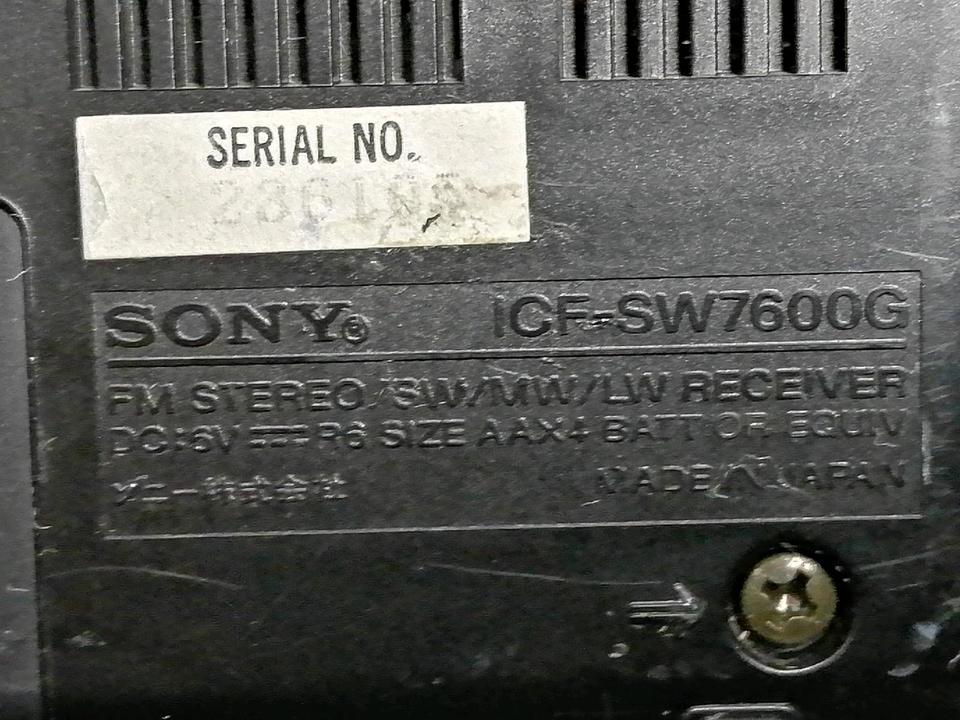 SERIAL NO.
SONY® ICF-SW7600G
FM STEREO/SW/MW/LW RECEIVER
DC:6V ⎓ R6 SIZE AAX4 BATT OR EQUIV
ソニー株式会社 MADE IN JAPAN